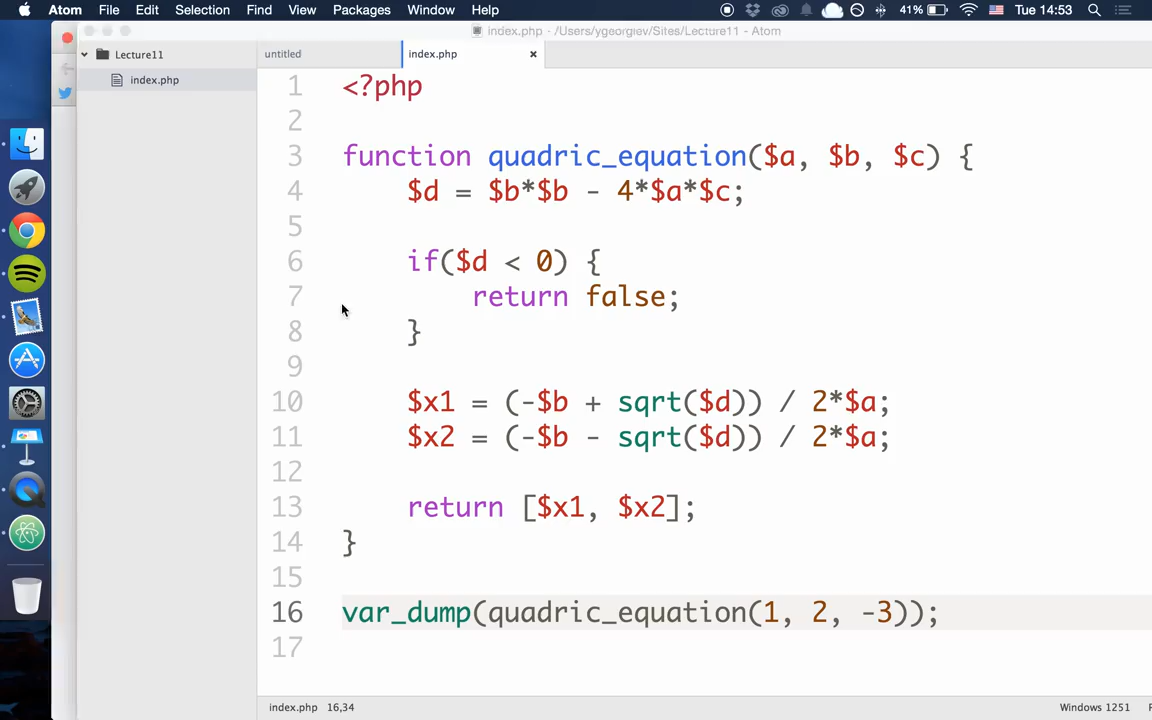 Atom File Edit Selection Find View Packages Window Help 41% Tue 14:53
index.php - /Users/ygeorgiev/Sites/Lecture11 - Atom
Lecture11
index.php
untitled
index.php
1 <?php
2
3 function quadric_equation($a, $b, $c) {
4 $d = $b*$b - 4*$a*$c;
5
6 if($d < 0) {
7 return false;
8 }
9
10 $x1 = (-$b + sqrt($d)) / 2*$a;
11 $x2 = (-$b - sqrt($d)) / 2*$a;
12
13 return [$x1, $x2];
14 }
15
16 var_dump(quadric_equation(1, 2, -3));
17
index.php 16,34 Windows 1251